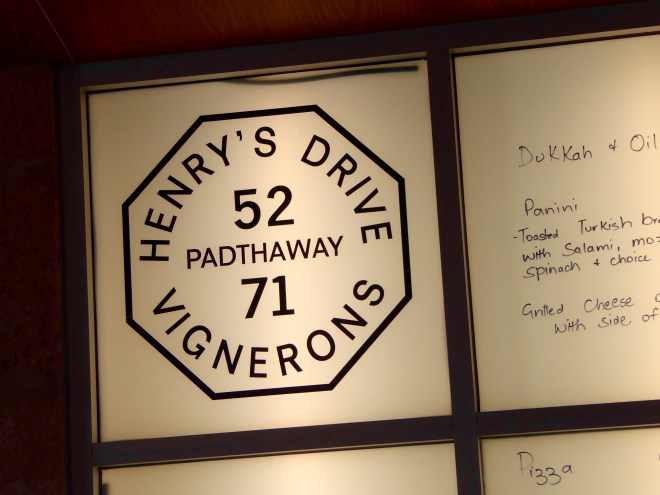 HENRY'S DRIVE
52
PADTHAWAY
71
VIGNERONS
Dukkah & Oil
Panini
-Toasted Turkish
with Salami,
spinach & choice
Grilled Cheese
with side of
Pizza